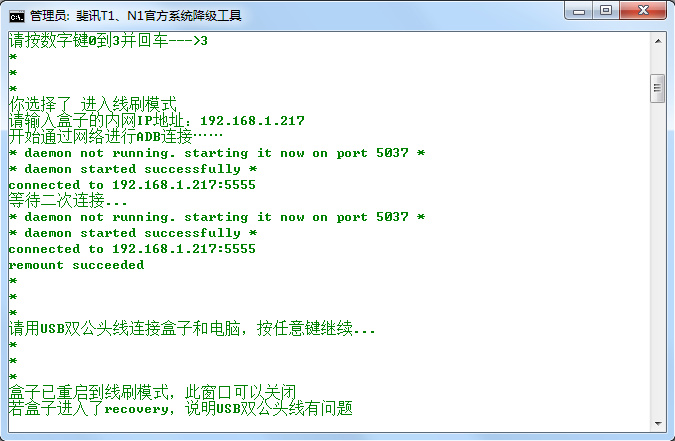 管理员: 斐讯T1、N1官方系统降级工具
请按数字键0到3并回车--->3
*
*
*
你选择了 进入线刷模式
请输入盒子的内网IP地址: 192.168.1.217
开始通过网络进行ADB连接……
* daemon not running. starting it now on port 5037 *
* daemon started successfully *
connected to 192.168.1.217:5555
等待二次连接...
* daemon not running. starting it now on port 5037 *
* daemon started successfully *
connected to 192.168.1.217:5555
remount succeeded
*
*
*
请用USB双公头线连接盒子和电脑, 按任意键继续...
*
*
*
盒子已重启到线刷模式, 此窗口可以关闭
若盒子进入了recovery, 说明USB双公头线有问题